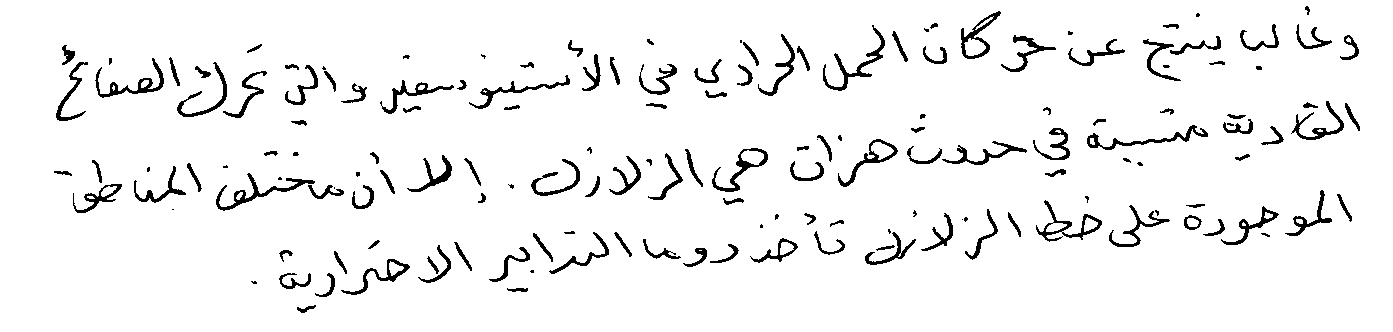 وغالبا ينتج عن حركات الحمل الحراري في الأستينوسفير والتي تحرك الصفائح
القارية متسببة في حدوث هزات هي الزلازل. إلا أن مختلف المناطق
الموجودة على خط الزلازل تأخذ دوما التدابير الاحترازية.